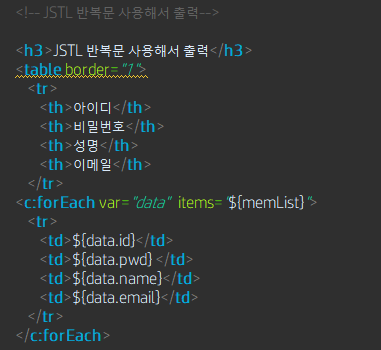 <!-- JSTL 반복문 사용해서 출력-->
<h3>JSTL 반복문 사용해서 출력</h3>
<table border="1">
<tr>
<th>아이디</th>
<th>비밀번호</th>
<th>성명</th>
<th>이메일</th>
</tr>
<c:forEach var="data" items="${memList}">
<tr>
<td>${data.id}</td>
<td>${data.pwd} </td>
<td>${data.name}</td>
<td>${data.email}</td>
</tr>
</c:forEach>